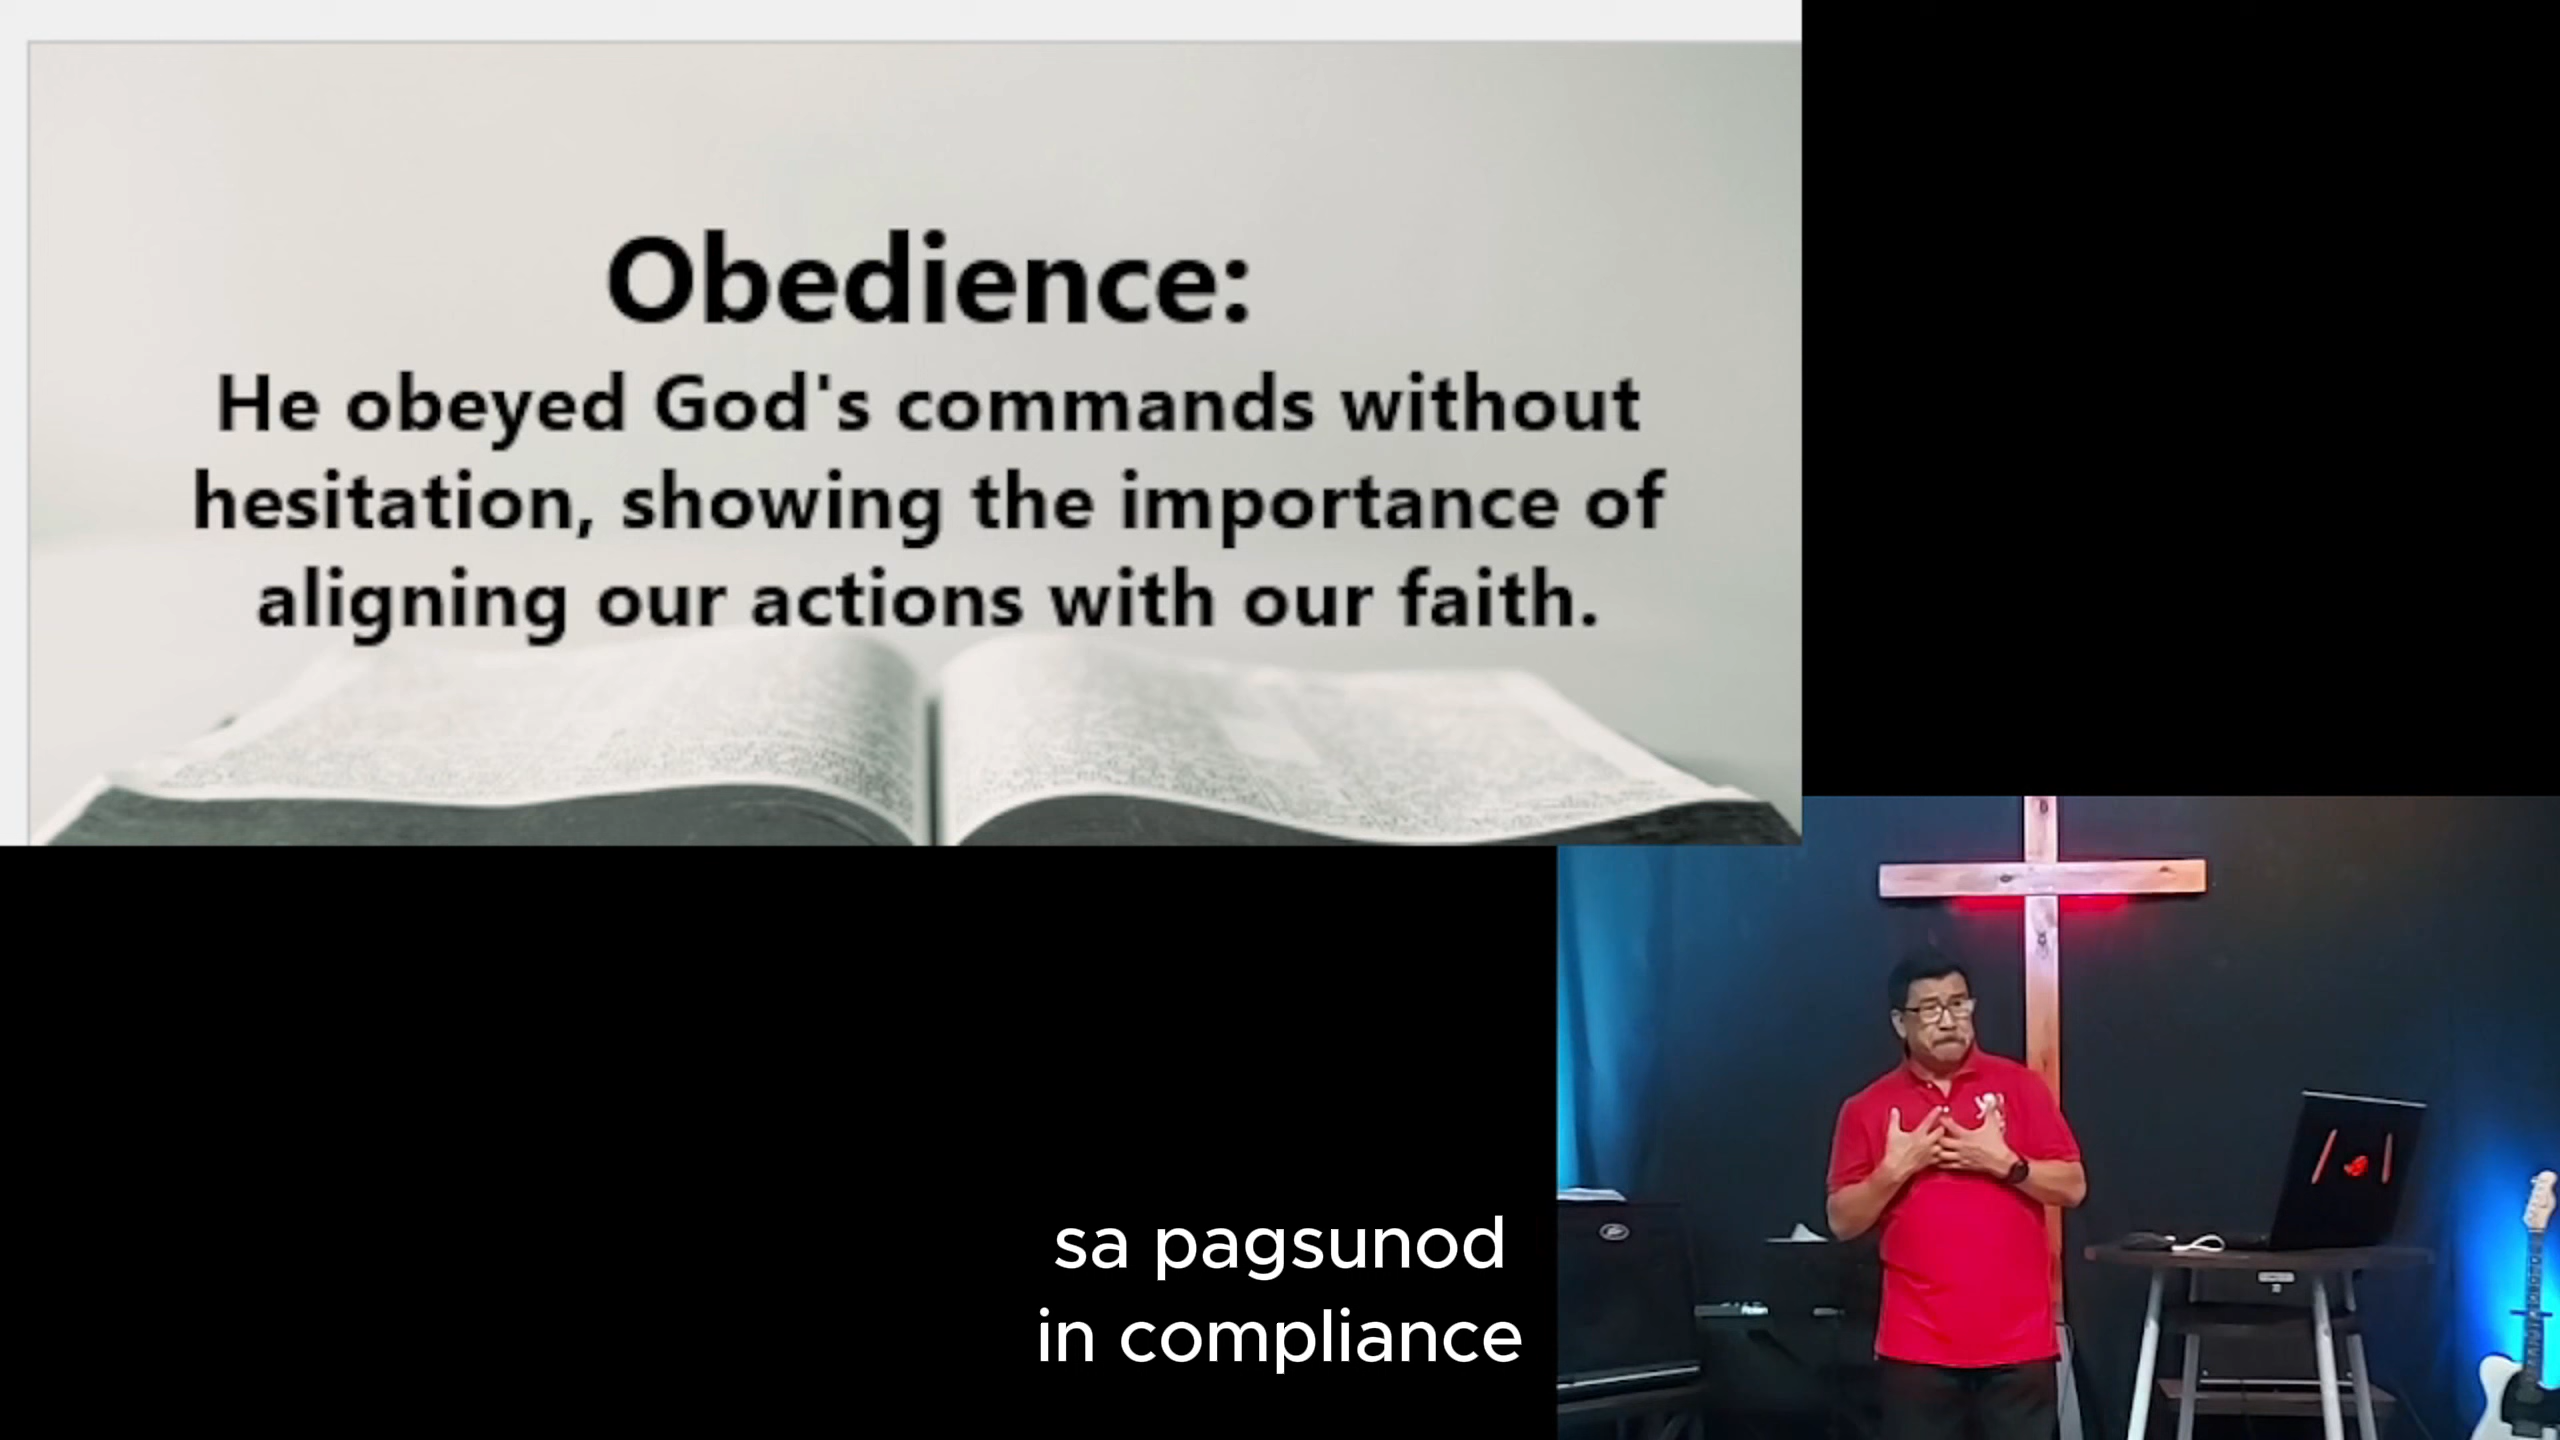 Obedience:
He obeyed God's commands without
hesitation, showing the importance of
aligning our actions with our faith.
sa pagsunod
in compliance